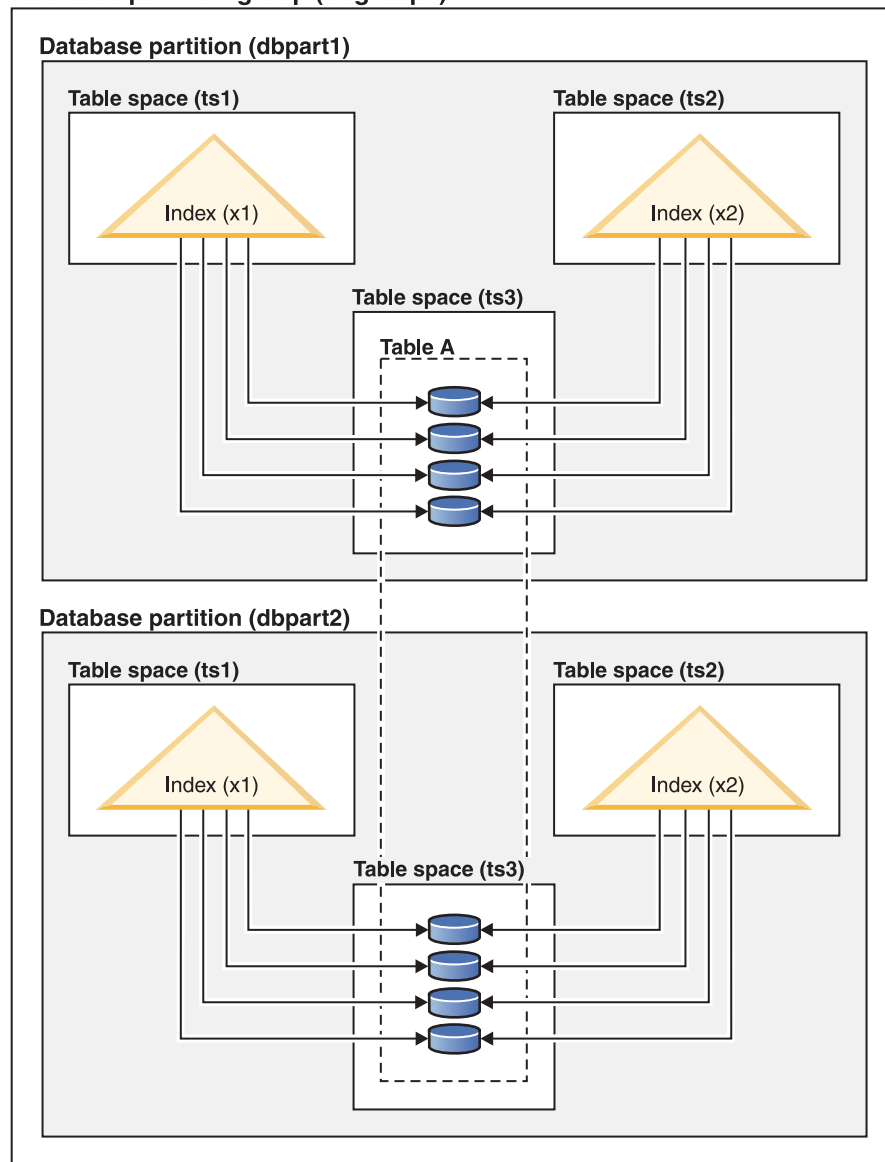 Database partition (dbpart1)
Table space (ts1)
Table space (ts2)
Index (x1)
Index (x2)
Table space (ts3)
Table A
Database partition (dbpart2)
Table space (ts1)
Table space (ts2)
Index (x1)
Index (x2)
Table space (ts3)